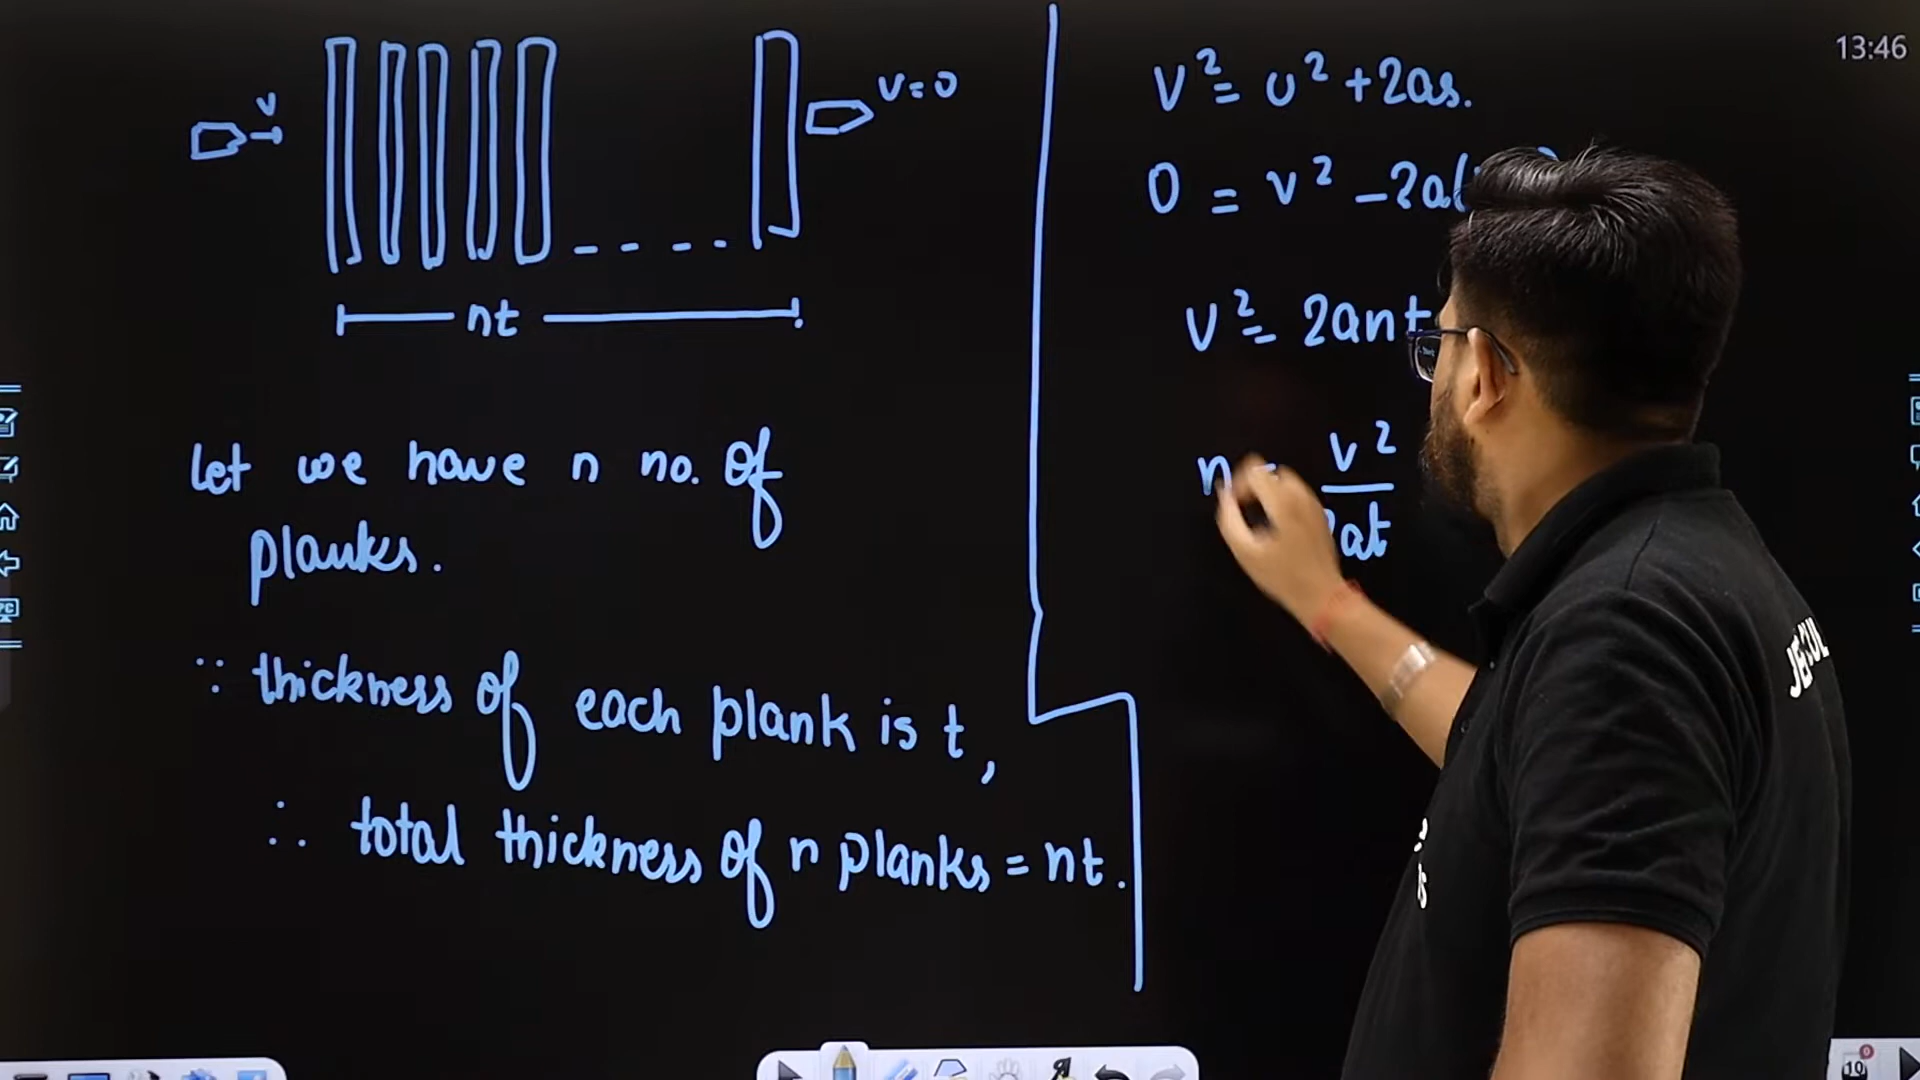 13:46
v
v=0
nt
let we have n no. of
planks.
∵ thickness of each plank is t,
∴ total thickness of n planks = nt.
v² = u² + 2as.
0 = v² - 2a(
v² = 2ant
n = v²
2at